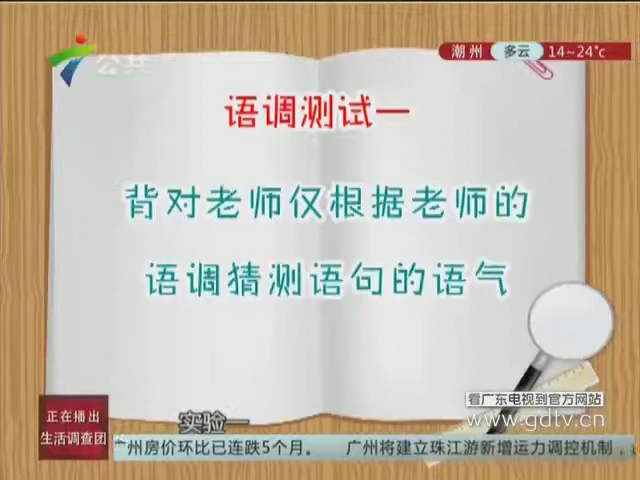 公共
潮州 多云 14~24℃
语调测试一
背对老师仅根据老师的
语调猜测语句的语气
看广东电视到官方网站
www.gdtv.cn
实验一
正在播出
生活调查团
广州房价环比已连跌5个月。 广州将建立珠江游新增运力调控机制，